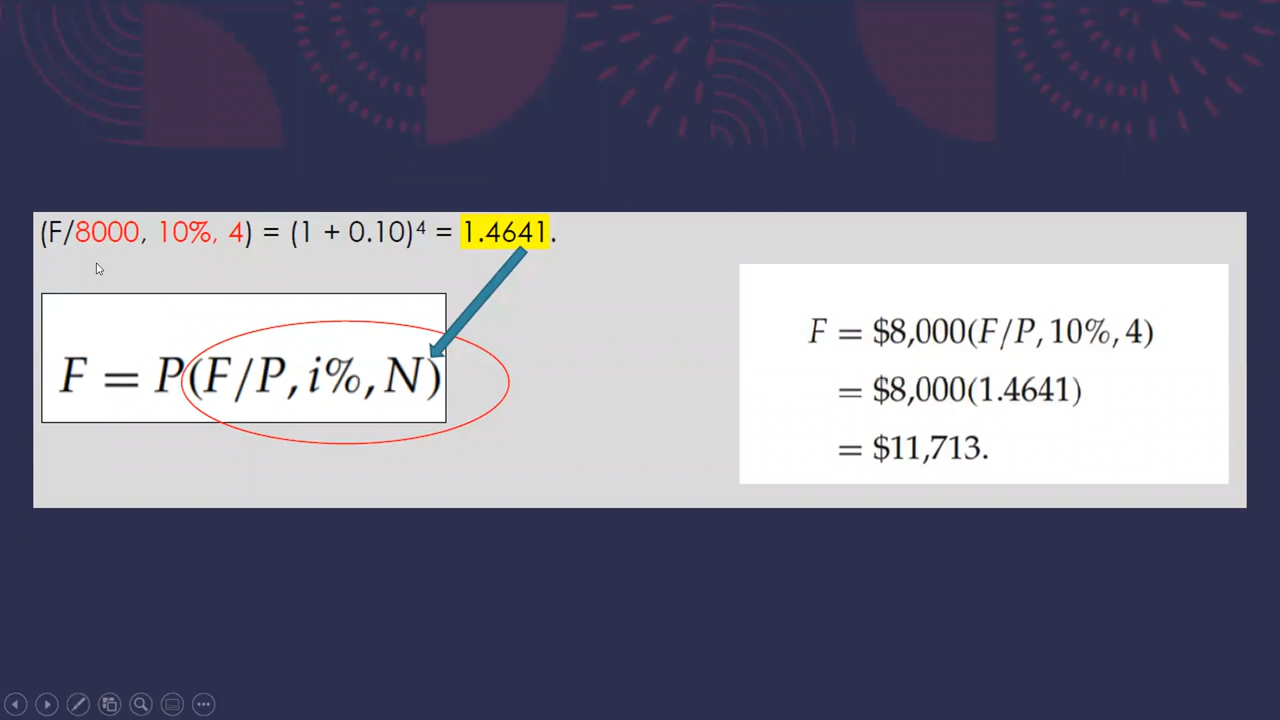 (F/8000, 10%, 4) = (1 + 0.10)⁴ = 1.4641.
F = P(F/P, i%, N)
F = $8,000(F/P, 10%, 4)
= $8,000(1.4641)
= $11,713.